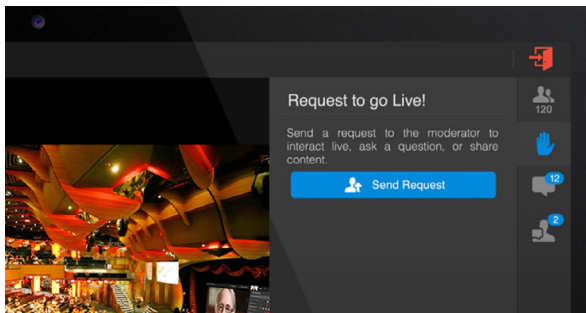 Request to go Live!
120
Send a request to the moderator to
interact live, ask a question, or share
content.
Send Request
12
2